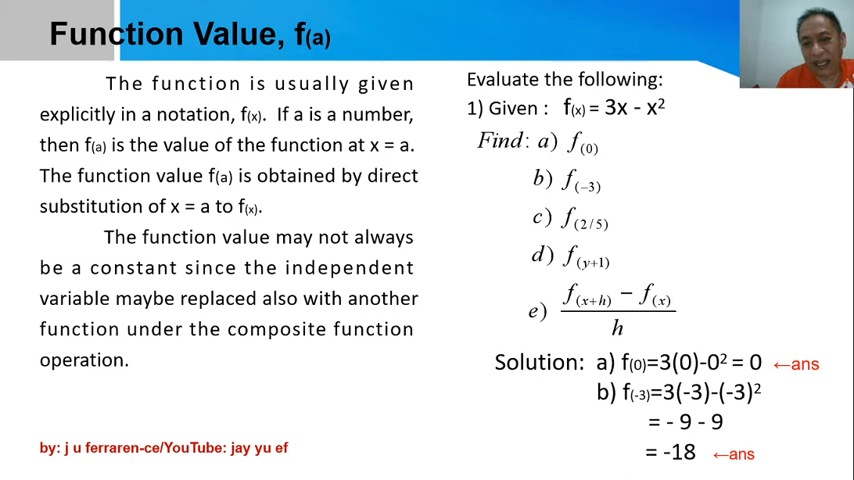 Function Value, f(a)
The function is usually given
explicitly in a notation, f(x). If a is a number,
then f(a) is the value of the function at x = a.
The function value f(a) is obtained by direct
substitution of x = a to f(x).
The function value may not always
be a constant since the independent
variable maybe replaced also with another
function under the composite function
operation.
by: j u ferraren-ce/YouTube: jay yu ef
Evaluate the following:
1) Given : f(x) = 3x - x²
Find: a) f(0)
b) f(−3)
c) f(2/5)
d) f(y+1)
e) f(x+h) − f(x)
h
Solution: a) f(0)=3(0)-0² = 0 ←ans
b) f(-3)=3(-3)-(-3)²
= - 9 - 9
= -18 ←ans